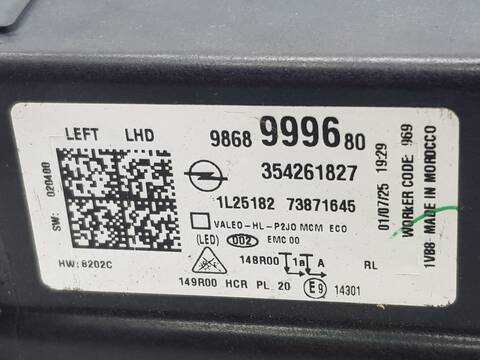 LEFT LHD
9868 999680
354261827
1L25182 73871645
VALEO-HL-P2JO MCM ECO
(LED) 002 EMC 00
148R00 1a A RL
149R00 HCR PL 20 E9 14301
SW: 020400
HW: 8202C
01/07/25 19:29
WORKER CODE: 969
1VB8- MADE IN MOROCCO